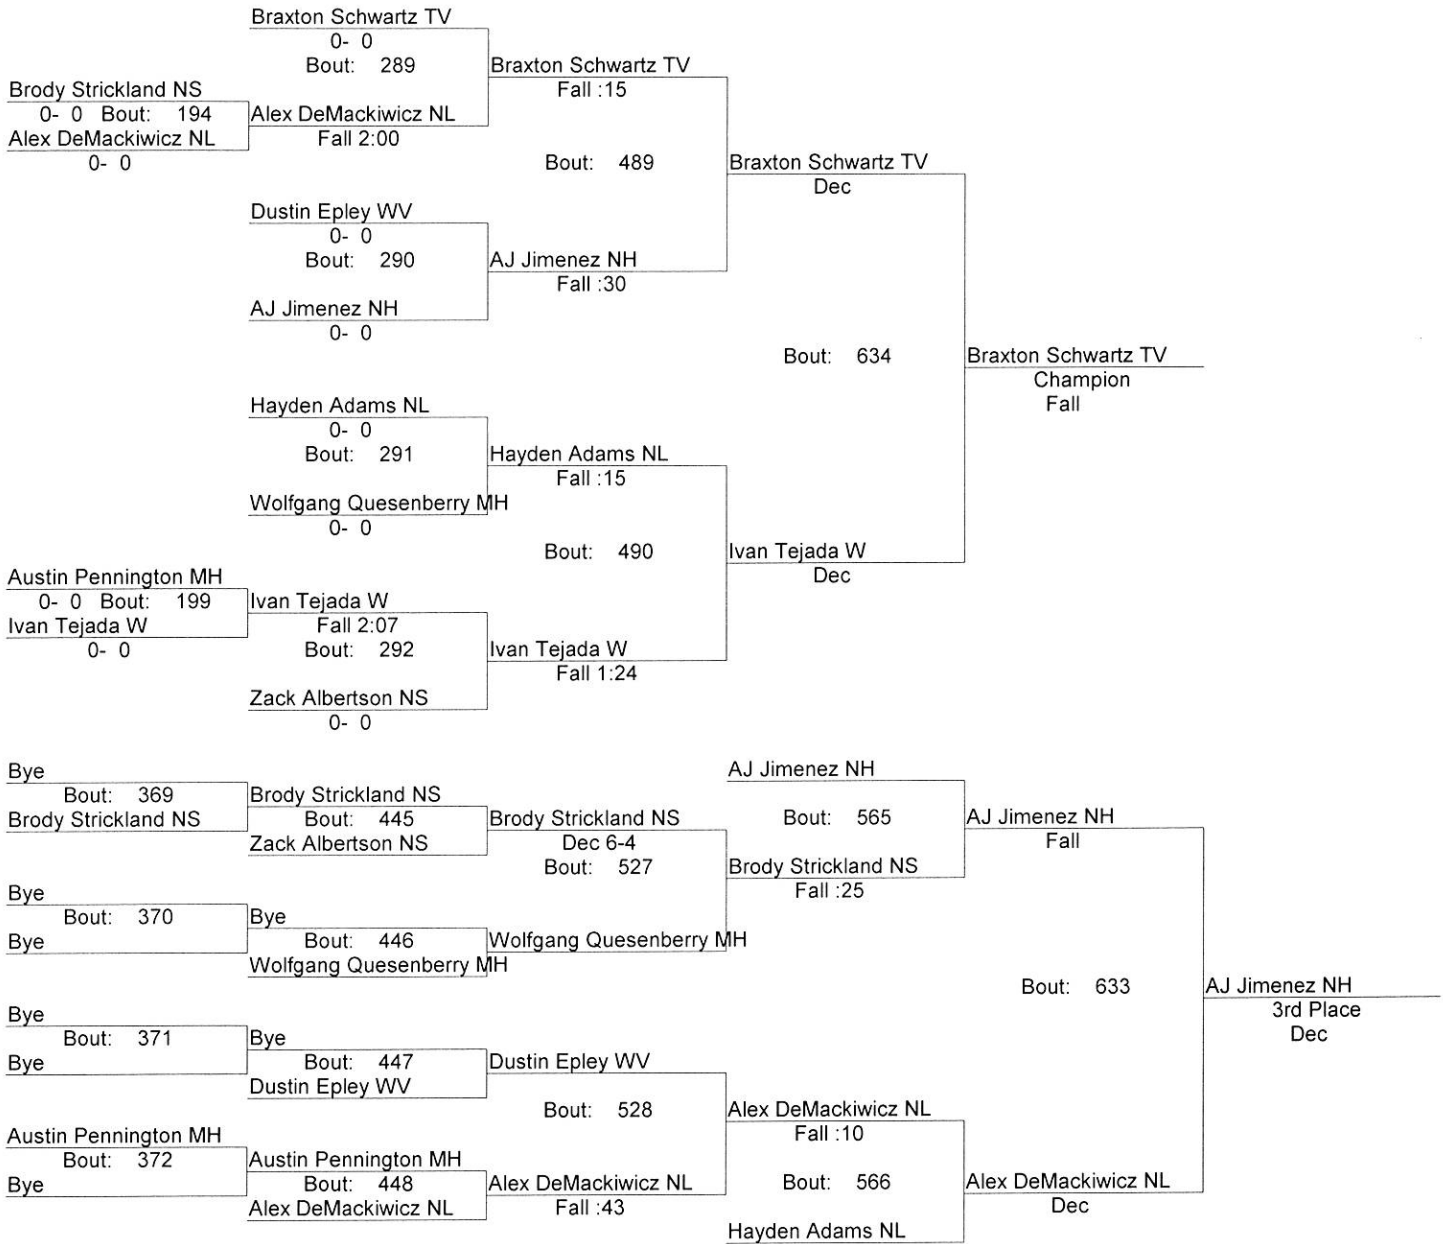 Braxton Schwartz TV
0- 0
Bout: 289
Braxton Schwartz TV
Fall :15
Brody Strickland NS
0- 0 Bout: 194
Alex DeMackiwicz NL
0- 0
Alex DeMackiwicz NL
Fall 2:00
Bout: 489
Braxton Schwartz TV
Dec
Dustin Epley WV
0- 0
Bout: 290
AJ Jimenez NH
Fall :30
AJ Jimenez NH
0- 0
Bout: 634
Braxton Schwartz TV
Champion
Fall
Hayden Adams NL
0- 0
Bout: 291
Hayden Adams NL
Fall :15
Wolfgang Quesenberry MH
0- 0
Bout: 490
Ivan Tejada W
Dec
Austin Pennington MH
0- 0 Bout: 199
Ivan Tejada W
0- 0
Ivan Tejada W
Fall 2:07
Bout: 292
Ivan Tejada W
Fall 1:24
Zack Albertson NS
0- 0
Bye
Bout: 369
Brody Strickland NS
Brody Strickland NS
Bout: 445
Zack Albertson NS
Brody Strickland NS
Dec 6-4
Bout: 527
AJ Jimenez NH
Bout: 565
Brody Strickland NS
Fall :25
AJ Jimenez NH
Fall
Bye
Bout: 370
Bye
Bye
Bout: 446
Wolfgang Quesenberry MH
Wolfgang Quesenberry MH
Bout: 633
AJ Jimenez NH
3rd Place
Dec
Bye
Bout: 371
Bye
Bye
Bout: 447
Dustin Epley WV
Dustin Epley WV
Bout: 528
Alex DeMackiwicz NL
Fall :10
Austin Pennington MH
Bout: 372
Bye
Austin Pennington MH
Bout: 448
Alex DeMackiwicz NL
Alex DeMackiwicz NL
Fall :43
Bout: 566
Hayden Adams NL
Alex DeMackiwicz NL
Dec